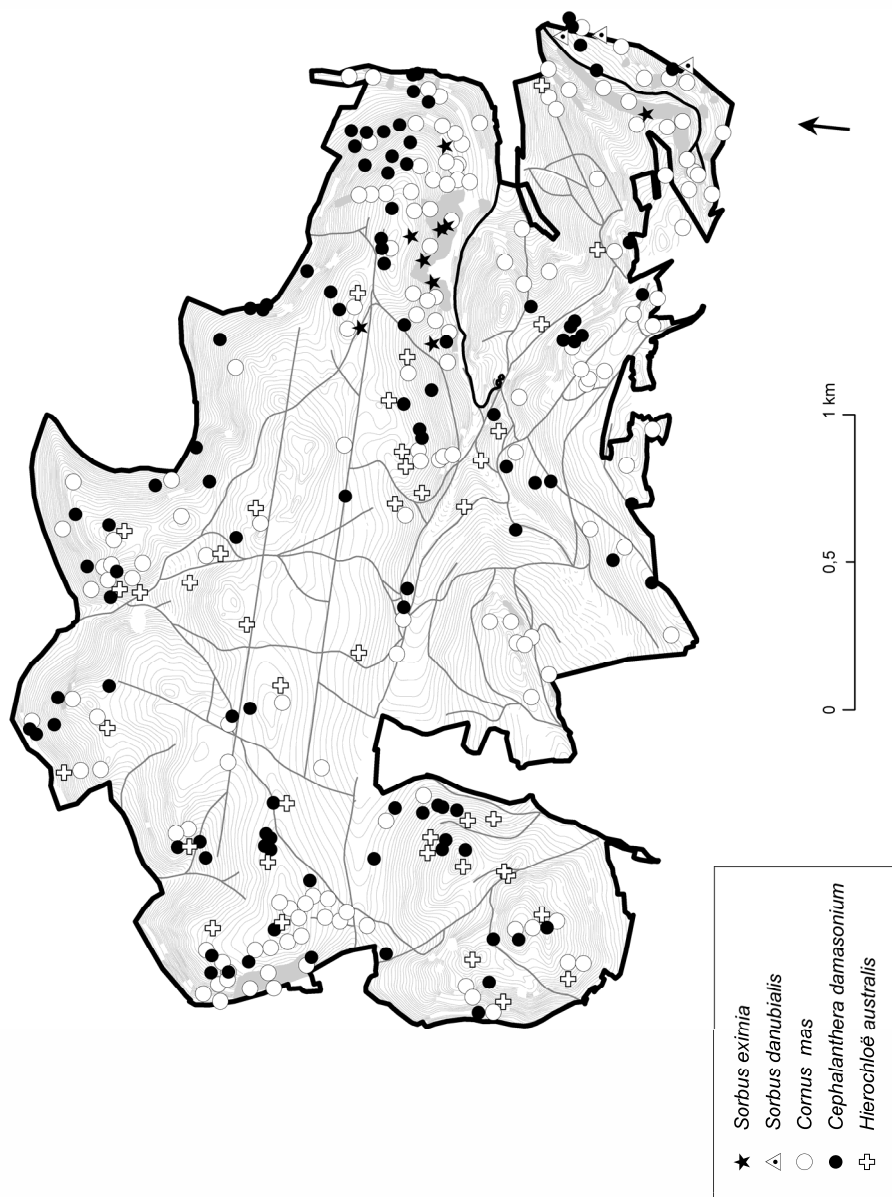 0
0,5
1 km
Sorbus eximia
Sorbus danubialis
Cornus mas
Cephalanthera damasonium
Hierochloë australis